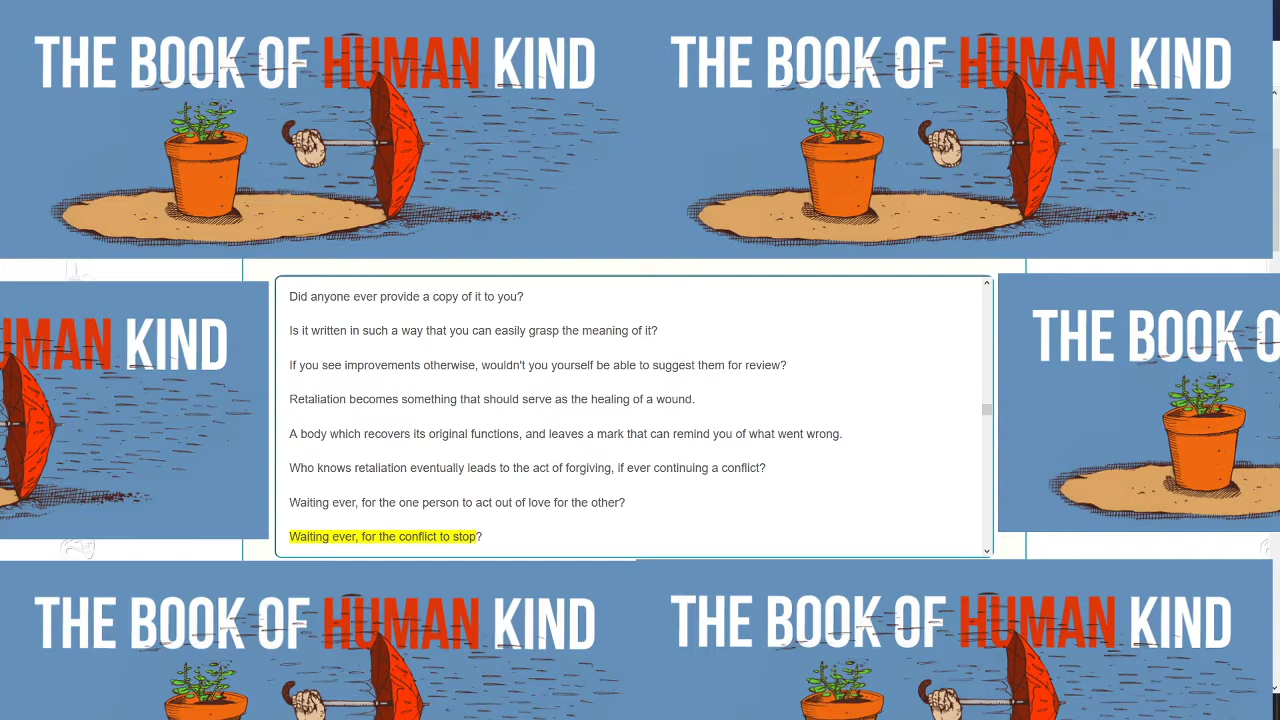 THE BOOK OF HUMAN KIND
THE BOOK OF HUMAN KIND
Did anyone ever provide a copy of it to you?
Is it written in such a way that you can easily grasp the meaning of it?
If you see improvements otherwise, wouldn't you yourself be able to suggest them for review?
Retaliation becomes something that should serve as the healing of a wound.
A body which recovers its original functions, and leaves a mark that can remind you of what went wrong.
Who knows retaliation eventually leads to the act of forgiving, if ever continuing a conflict?
Waiting ever, for the one person to act out of love for the other?
Waiting ever, for the conflict to stop?
UMAN KIND
THE BOOK O
THE BOOK OF HUMAN KIND
THE BOOK OF HUMAN KIND